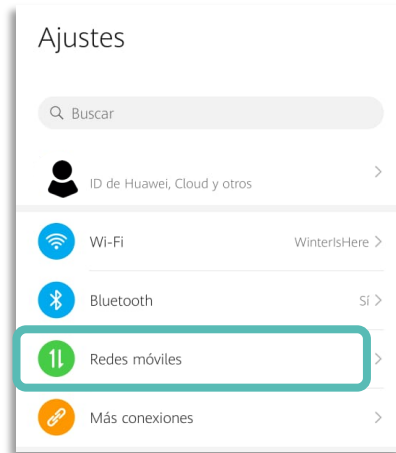 Ajustes
Buscar
ID de Huawei, Cloud y otros
Wi-Fi WinterIsHere
Bluetooth Sí
Redes móviles
Más conexiones